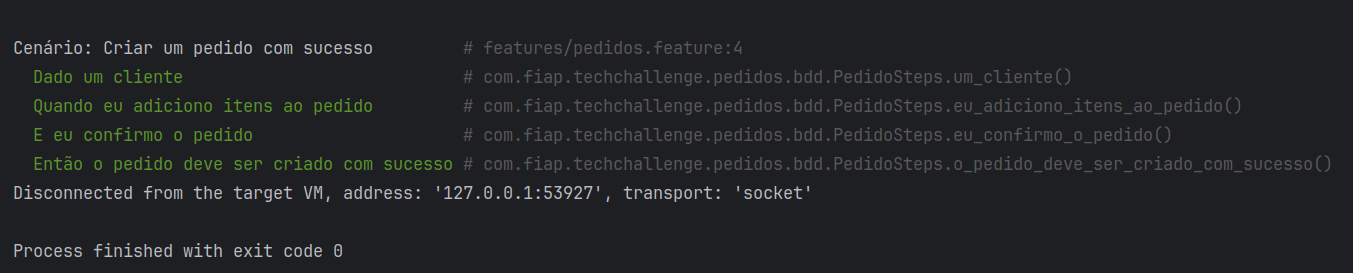 Cenário: Criar um pedido com sucesso # features/pedidos.feature:4
Dado um cliente # com.fiap.techchallenge.pedidos.bdd.PedidoSteps.um_cliente()
Quando eu adiciono itens ao pedido # com.fiap.techchallenge.pedidos.bdd.PedidoSteps.eu_adiciono_itens_ao_pedido()
E eu confirmo o pedido # com.fiap.techchallenge.pedidos.bdd.PedidoSteps.eu_confirmo_o_pedido()
Então o pedido deve ser criado com sucesso # com.fiap.techchallenge.pedidos.bdd.PedidoSteps.o_pedido_deve_ser_criado_com_sucesso()
Disconnected from the target VM, address: '127.0.0.1:53927', transport: 'socket'
Process finished with exit code 0